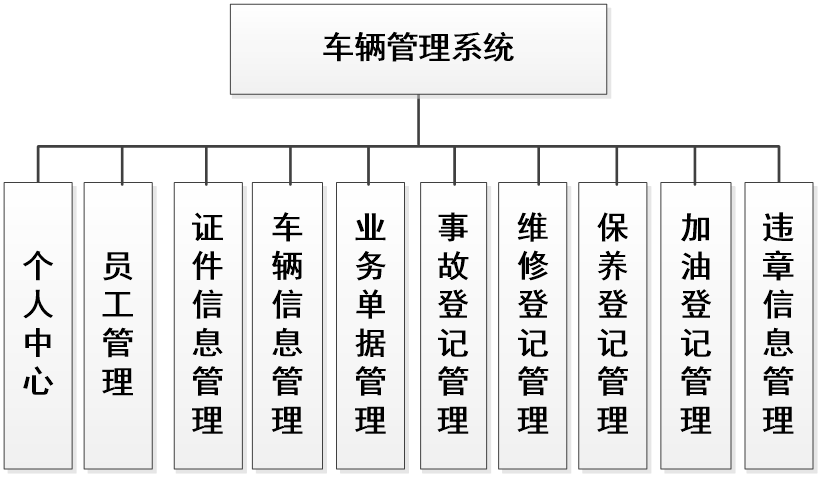 车辆管理系统
个人中心
员工管理
证件信息管理
车辆信息管理
业务单据管理
事故登记管理
维修登记管理
保养登记管理
加油登记管理
违章信息管理